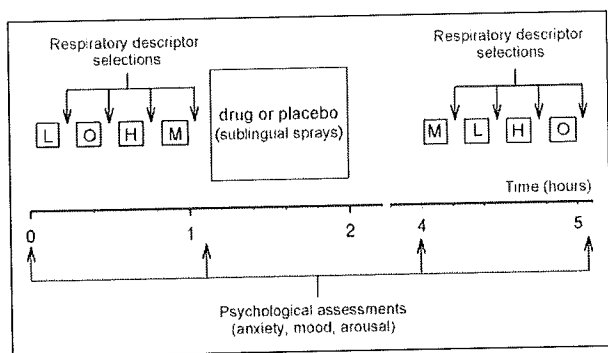 Respiratory descriptor
selections
Respiratory descriptor
selections
L O H M
drug or placebo
(sublingual sprays)
M L H O
Time (hours)
0 1 2 4 5
Psychological assessments
(anxiety, mood, arousal)